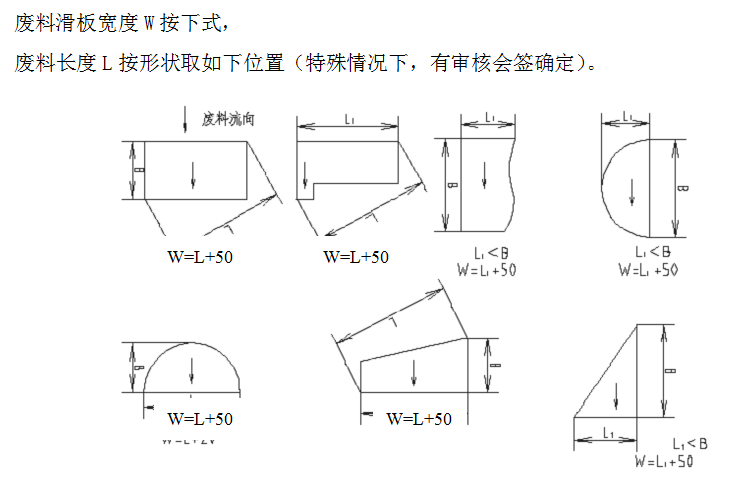 废料滑板宽度 W 按下式，
废料长度 L 按形状取如下位置（特殊情况下，有审核会签确定）。
废料流向
B
L
W=L+50
L₁
L
W=L+50
L₁
B
L₁<B
W=L₁+50
L₁
B
L₁<B
W=L₁+50
B
W=L+50
L
B
W=L+50
B
L₁
L₁<B
W=L₁+50